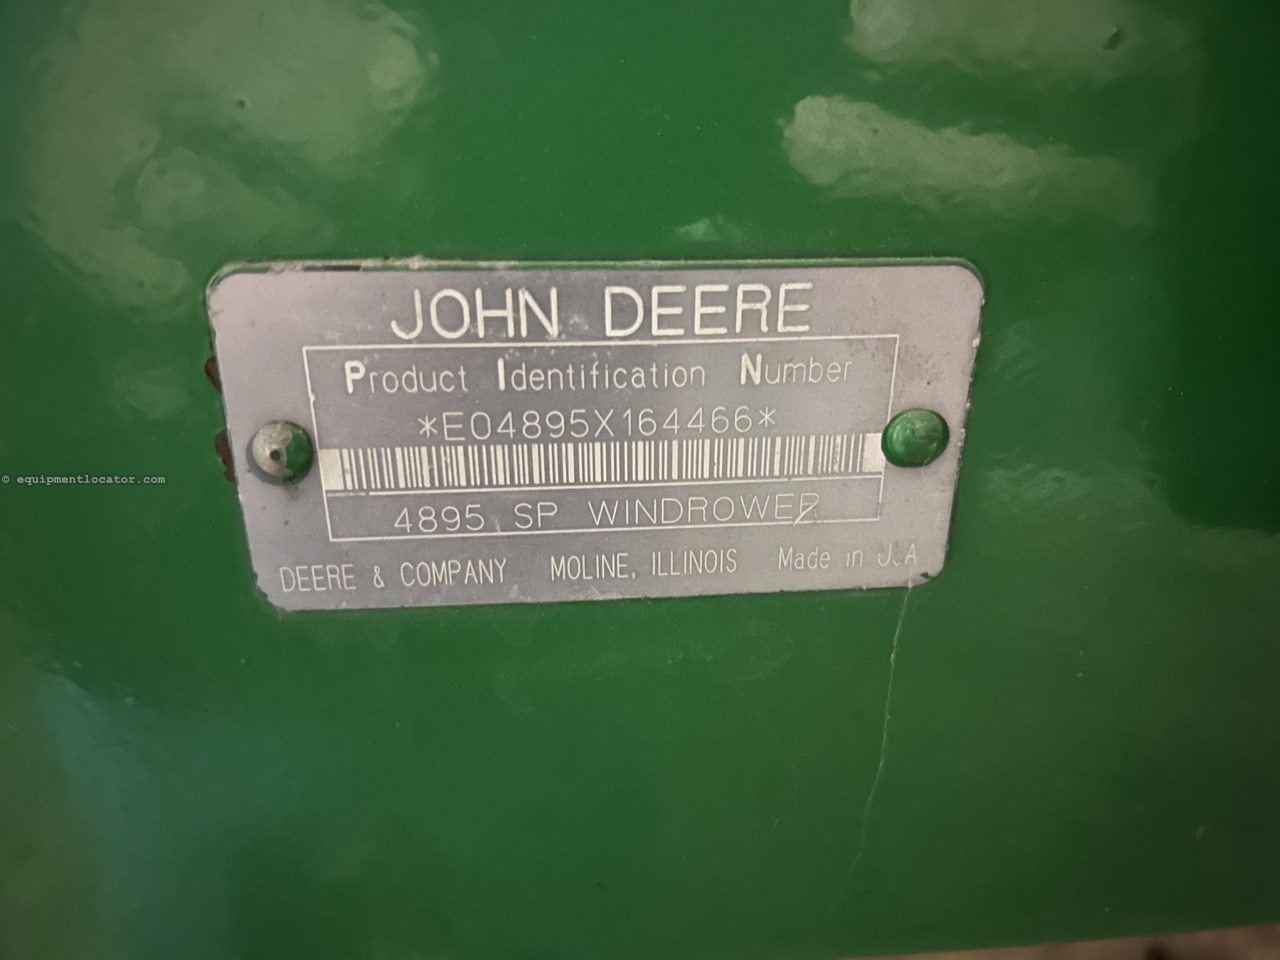 JOHN DEERE
Product Identification Number
*E04895X164466*
4895 SP WINDROWER
DEERE & COMPANY MOLINE, ILLINOIS Made in USA
© equipmentlocator.com